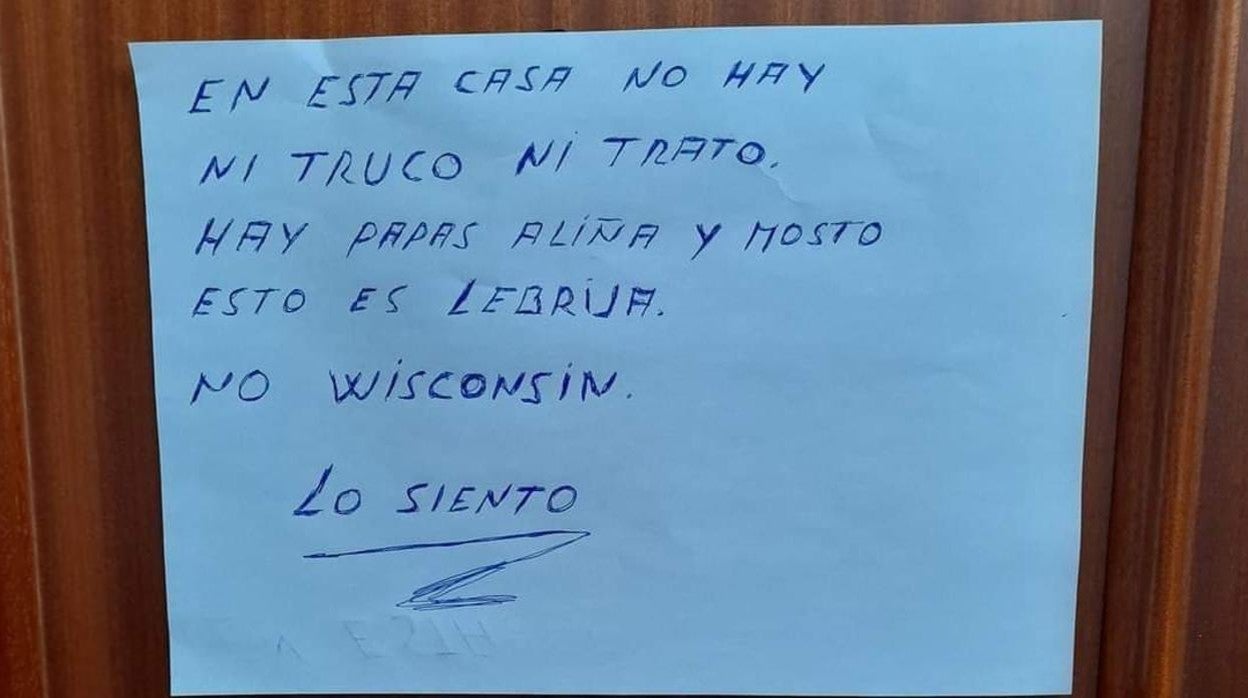 EN ESTA CASA NO HAY
NI TRUCO NI TRATO.
HAY PAPAS ALIÑA Y MOSTO
ESTO ES LEBRIJA.
NO WISCONSIN.
LO SIENTO